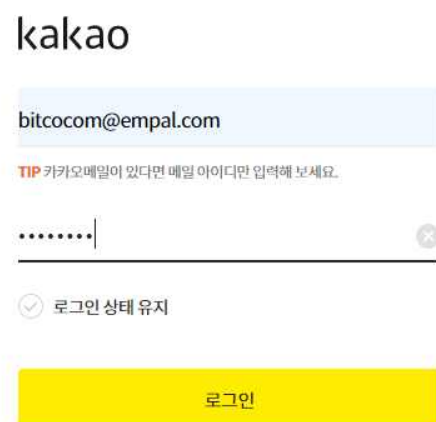 kakao
bitcocom@empal.com
TIP 카카오메일이 있다면 메일 아이디만 입력해 보세요.
••••••••
로그인 상태 유지
로그인